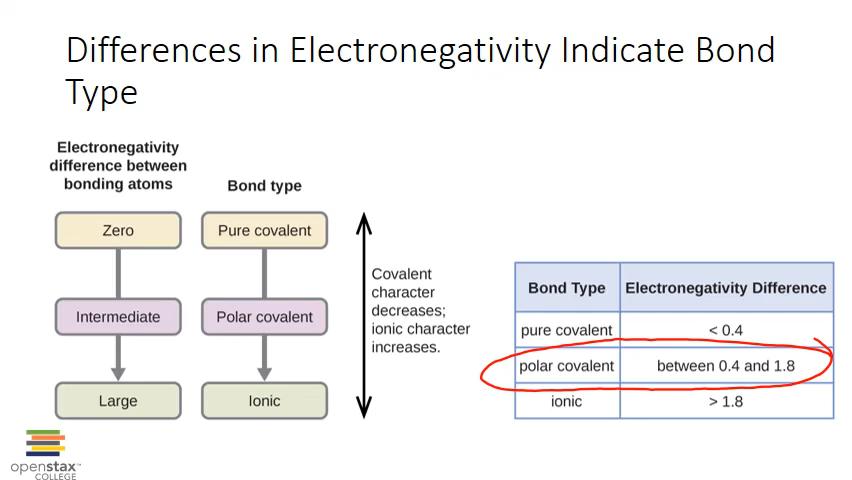 Differences in Electronegativity Indicate Bond
Type
Electronegativity
difference between
bonding atoms
Bond type
Zero
Pure covalent
Intermediate
Polar covalent
Large
Ionic
Covalent
character
decreases;
ionic character
increases.
Bond Type Electronegativity Difference
pure covalent < 0.4
polar covalent between 0.4 and 1.8
ionic > 1.8
openstax™
COLLEGE